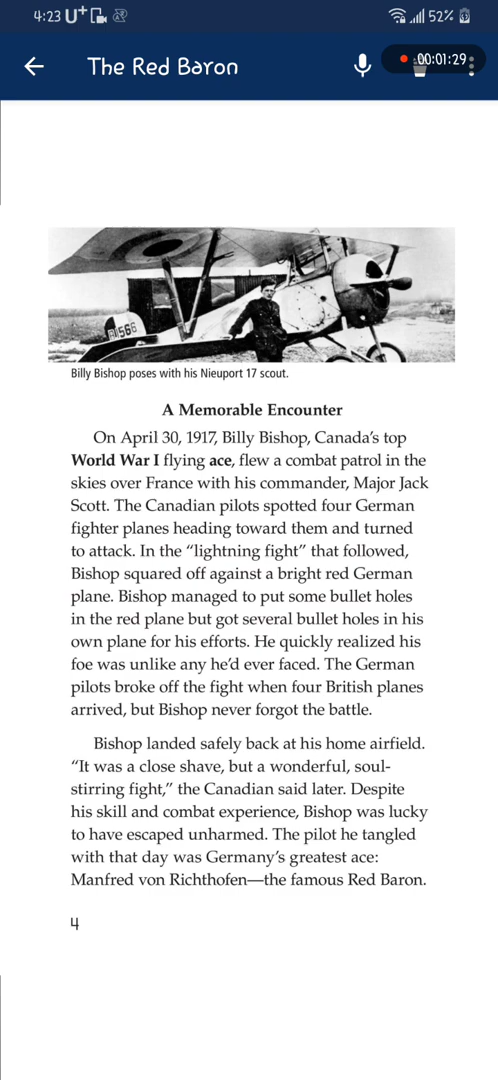 4:23 U+ 52%
The Red Baron
00:01:29
566
Billy Bishop poses with his Nieuport 17 scout.
A Memorable Encounter
On April 30, 1917, Billy Bishop, Canada's top
World War I flying ace, flew a combat patrol in the
skies over France with his commander, Major Jack
Scott. The Canadian pilots spotted four German
fighter planes heading toward them and turned
to attack. In the “lightning fight” that followed,
Bishop squared off against a bright red German
plane. Bishop managed to put some bullet holes
in the red plane but got several bullet holes in his
own plane for his efforts. He quickly realized his
foe was unlike any he'd ever faced. The German
pilots broke off the fight when four British planes
arrived, but Bishop never forgot the battle.
Bishop landed safely back at his home airfield.
“It was a close shave, but a wonderful, soul-
stirring fight,” the Canadian said later. Despite
his skill and combat experience, Bishop was lucky
to have escaped unharmed. The pilot he tangled
with that day was Germany's greatest ace:
Manfred von Richthofen—the famous Red Baron.
4